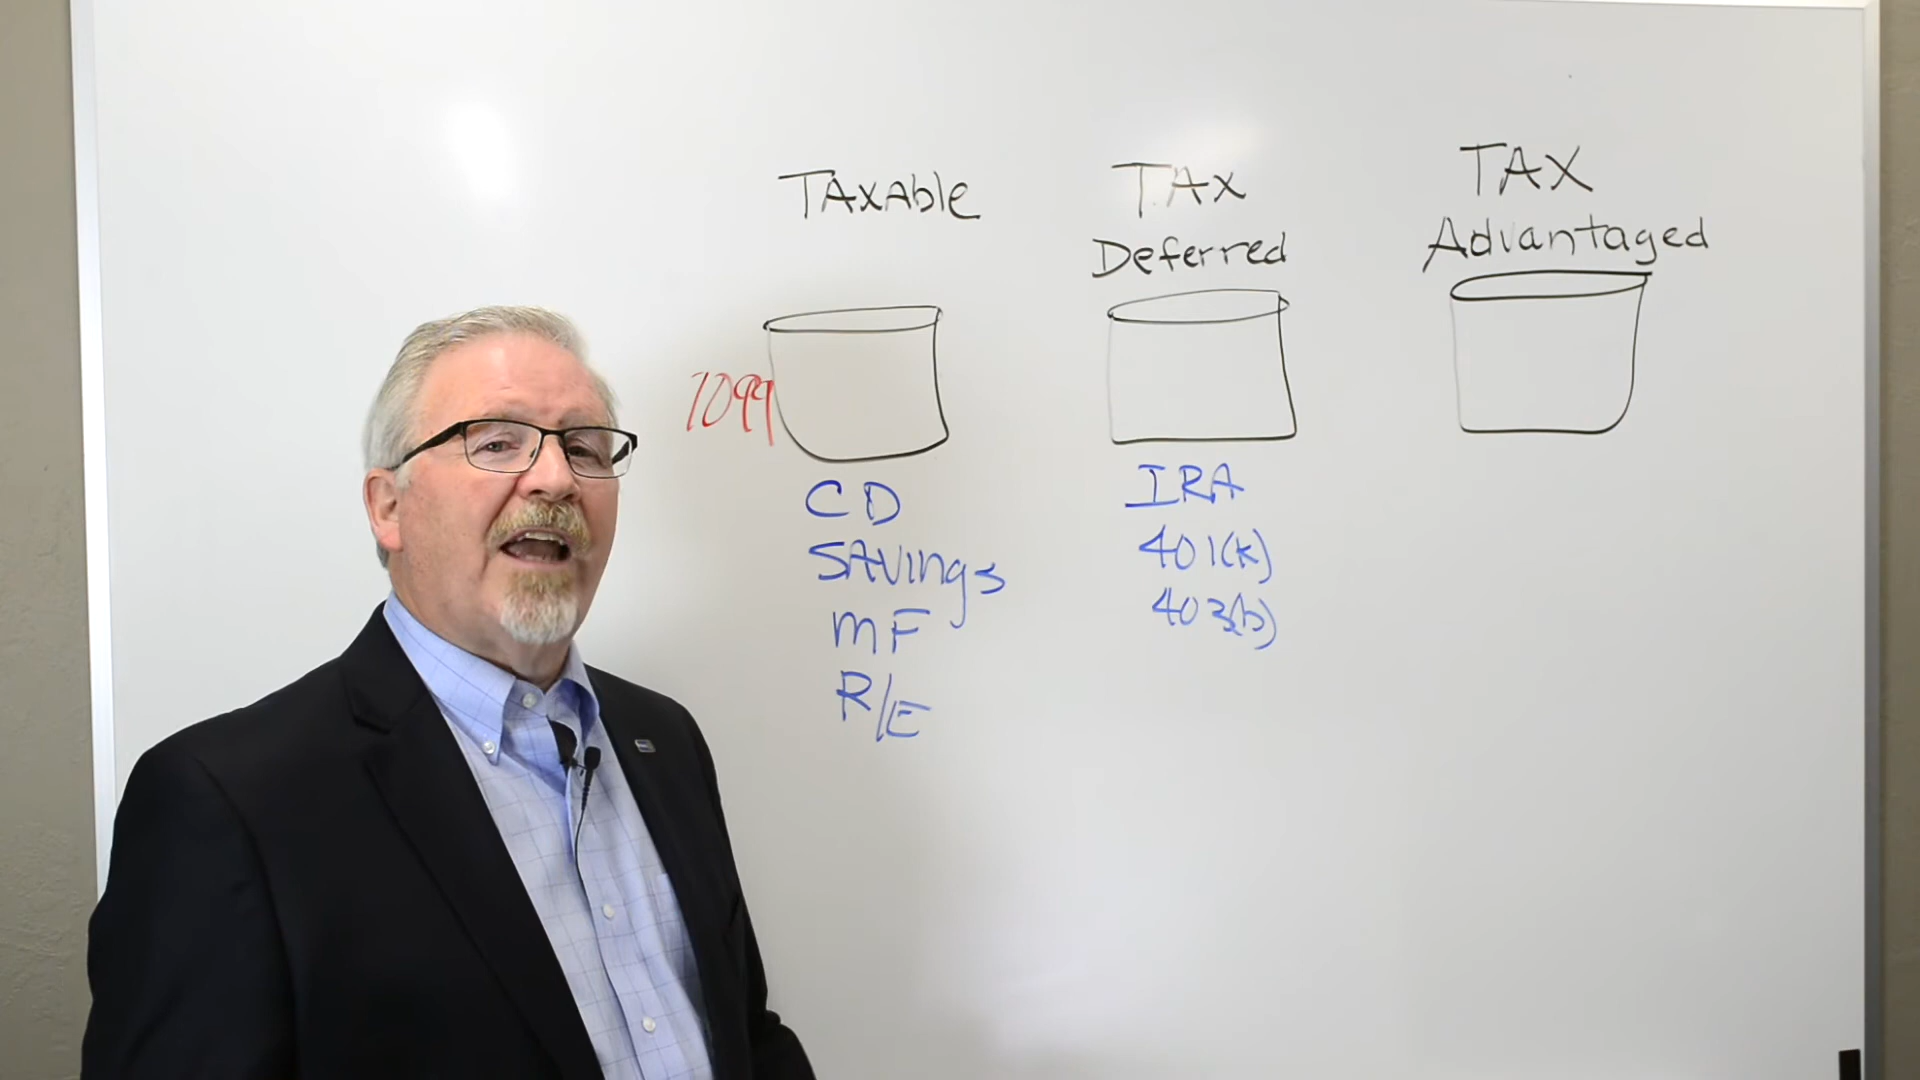 TAXAble
TAX
Deferred
TAX
Advantaged
1099
CD
SAVings
MF
R/E
IRA
401(k)
403(b)